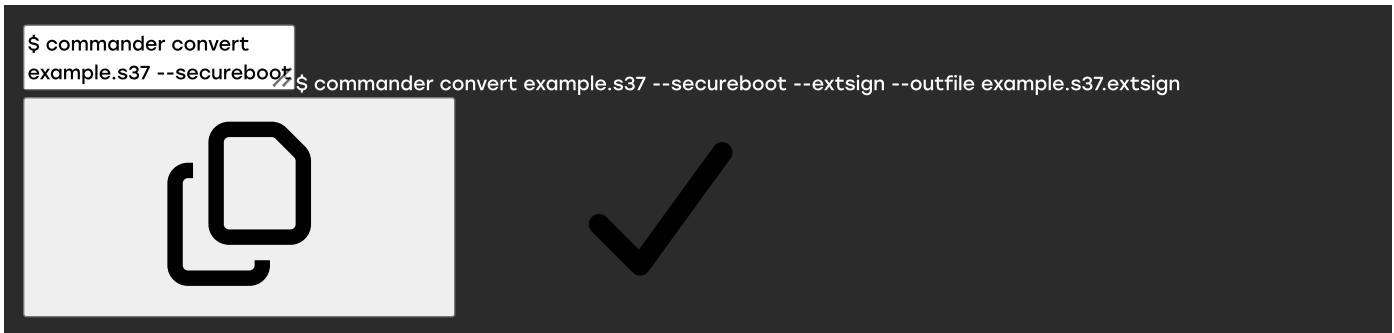 $ commander convert
example.s37 --secureboot
$ commander convert example.s37 --secureboot --extsign --outfile example.s37.extsign